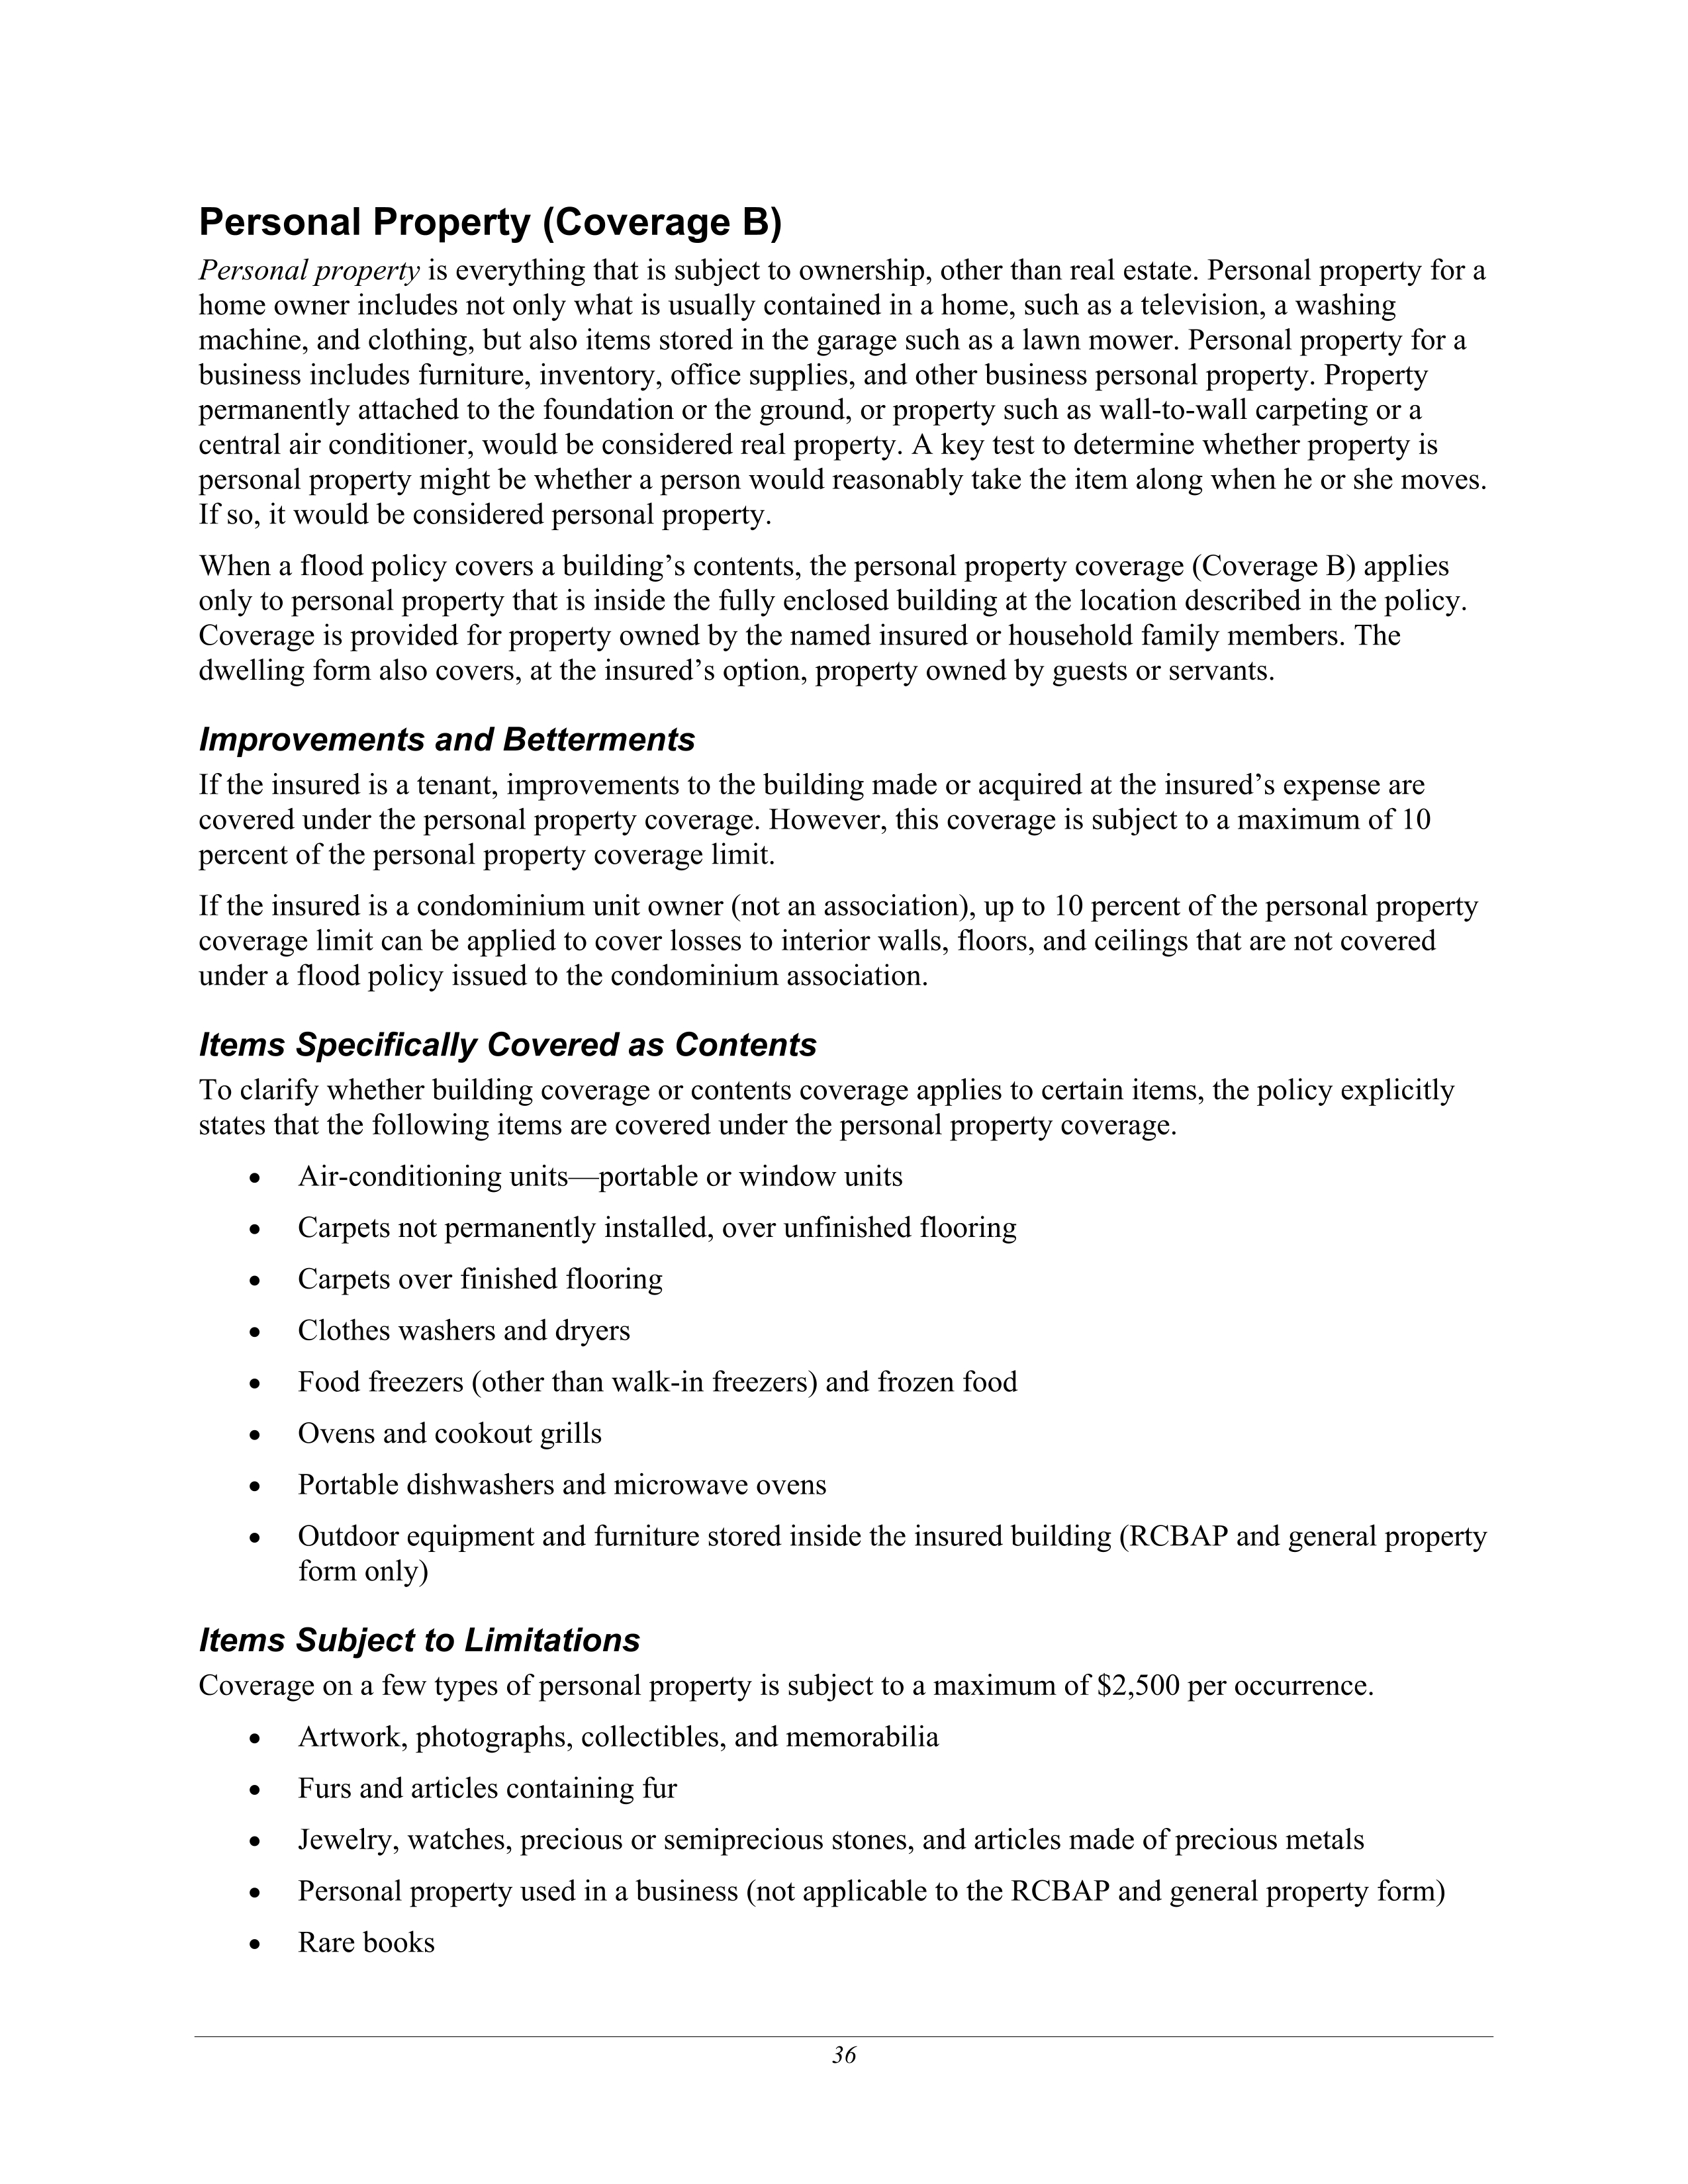 Personal Property (Coverage B)
Personal property is everything that is subject to ownership, other than real estate. Personal property for a
home owner includes not only what is usually contained in a home, such as a television, a washing
machine, and clothing, but also items stored in the garage such as a lawn mower. Personal property for a
business includes furniture, inventory, office supplies, and other business personal property. Property
permanently attached to the foundation or the ground, or property such as wall-to-wall carpeting or a
central air conditioner, would be considered real property. A key test to determine whether property is
personal property might be whether a person would reasonably take the item along when he or she moves.
If so, it would be considered personal property.
When a flood policy covers a building’s contents, the personal property coverage (Coverage B) applies
only to personal property that is inside the fully enclosed building at the location described in the policy.
Coverage is provided for property owned by the named insured or household family members. The
dwelling form also covers, at the insured’s option, property owned by guests or servants.
Improvements and Betterments
If the insured is a tenant, improvements to the building made or acquired at the insured’s expense are
covered under the personal property coverage. However, this coverage is subject to a maximum of 10
percent of the personal property coverage limit.
If the insured is a condominium unit owner (not an association), up to 10 percent of the personal property
coverage limit can be applied to cover losses to interior walls, floors, and ceilings that are not covered
under a flood policy issued to the condominium association.
Items Specifically Covered as Contents
To clarify whether building coverage or contents coverage applies to certain items, the policy explicitly
states that the following items are covered under the personal property coverage.
• Air-conditioning units—portable or window units
• Carpets not permanently installed, over unfinished flooring
• Carpets over finished flooring
• Clothes washers and dryers
• Food freezers (other than walk-in freezers) and frozen food
• Ovens and cookout grills
• Portable dishwashers and microwave ovens
• Outdoor equipment and furniture stored inside the insured building (RCBAP and general property
form only)
Items Subject to Limitations
Coverage on a few types of personal property is subject to a maximum of $2,500 per occurrence.
• Artwork, photographs, collectibles, and memorabilia
• Furs and articles containing fur
• Jewelry, watches, precious or semiprecious stones, and articles made of precious metals
• Personal property used in a business (not applicable to the RCBAP and general property form)
• Rare books
36